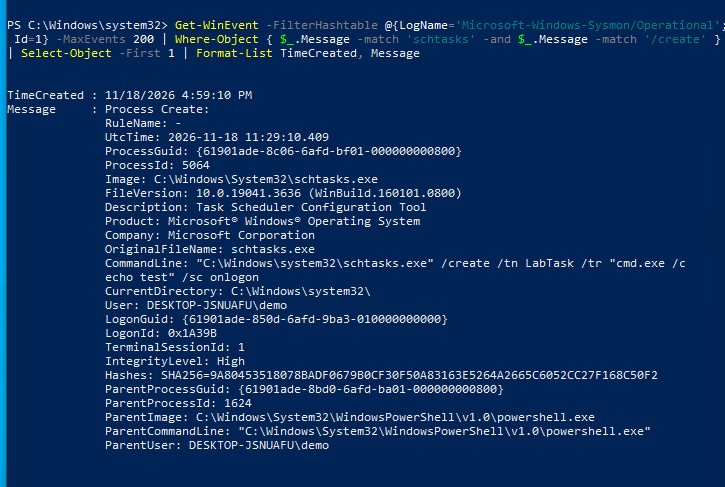 PS C:\Windows\system32> Get-WinEvent -FilterHashtable @{LogName='Microsoft-Windows-Sysmon/Operational';
Id=1} -MaxEvents 200 | Where-Object { $_.Message -match 'schtasks' -and $_.Message -match '/create' }
| Select-Object -First 1 | Format-List TimeCreated, Message
TimeCreated : 11/18/2026 4:59:10 PM
Message : Process Create:
RuleName: -
UtcTime: 2026-11-18 11:29:10.409
ProcessGuid: {61901ade-8c06-6afd-bf01-000000000800}
ProcessId: 5064
Image: C:\Windows\System32\schtasks.exe
FileVersion: 10.0.19041.3636 (WinBuild.160101.0800)
Description: Task Scheduler Configuration Tool
Product: Microsoft® Windows® Operating System
Company: Microsoft Corporation
OriginalFileName: schtasks.exe
CommandLine: "C:\Windows\system32\schtasks.exe" /create /tn LabTask /tr "cmd.exe /c
echo test" /sc onlogon
CurrentDirectory: C:\Windows\system32\
User: DESKTOP-JSNUAFU\demo
LogonGuid: {61901ade-850d-6afd-9ba3-010000000000}
LogonId: 0x1A39B
TerminalSessionId: 1
IntegrityLevel: High
Hashes: SHA256=9A80453518078BADF0679B0CF30F50A83163E5264A2665C6052CC27F168C50F2
ParentProcessGuid: {61901ade-8bd0-6afd-ba01-000000000800}
ParentProcessId: 1624
ParentImage: C:\Windows\System32\WindowsPowerShell\v1.0\powershell.exe
ParentCommandLine: "C:\Windows\System32\WindowsPowerShell\v1.0\powershell.exe"
ParentUser: DESKTOP-JSNUAFU\demo